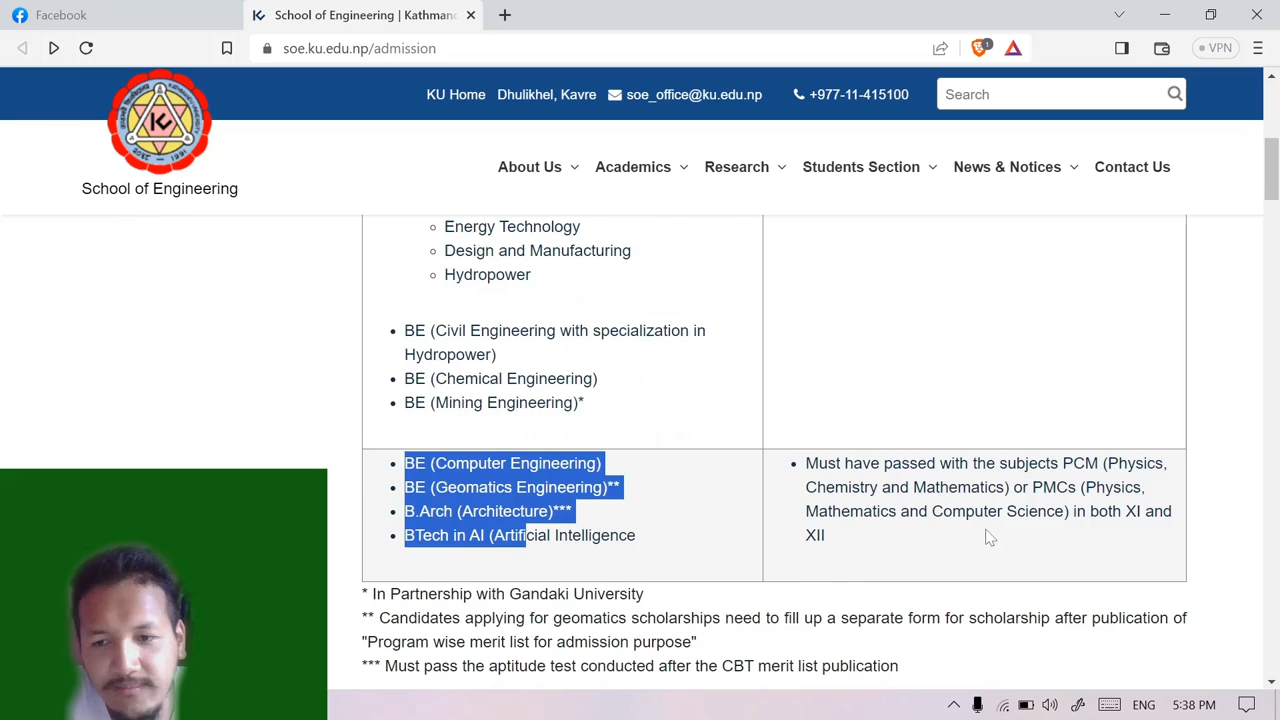 Facebook
School of Engineering | Kathmand
soe.ku.edu.np/admission
1
VPN
KU Home Dhulikhel, Kavre soe_office@ku.edu.np +977-11-415100
Search
School of Engineering
About Us Academics Research Students Section News & Notices Contact Us
Energy Technology
Design and Manufacturing
Hydropower
BE (Civil Engineering with specialization in
Hydropower)
BE (Chemical Engineering)
BE (Mining Engineering)*
BE (Computer Engineering)
BE (Geomatics Engineering)**
B.Arch (Architecture)***
BTech in AI (Artificial Intelligence
Must have passed with the subjects PCM (Physics,
Chemistry and Mathematics) or PMCs (Physics,
Mathematics and Computer Science) in both XI and
XII
* In Partnership with Gandaki University
** Candidates applying for geomatics scholarships need to fill up a separate form for scholarship after publication of
"Program wise merit list for admission purpose"
*** Must pass the aptitude test conducted after the CBT merit list publication
ENG 5:38 PM